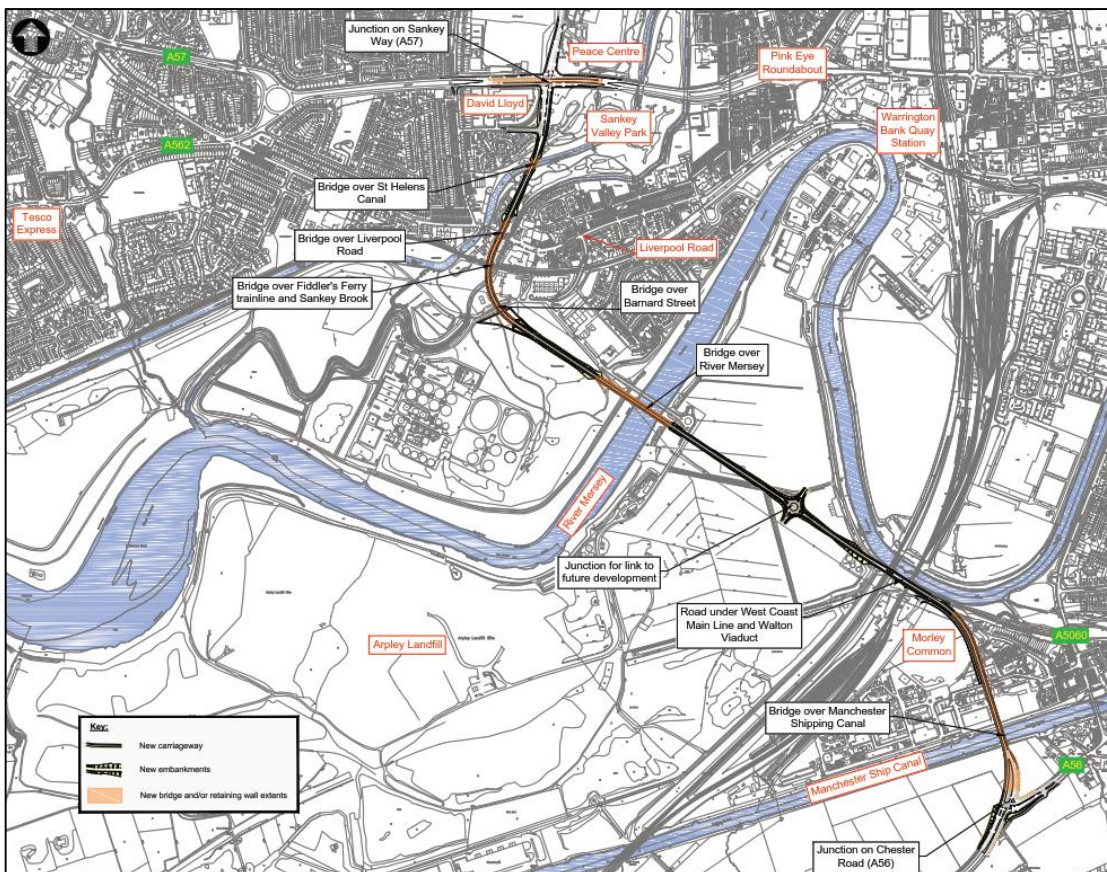 Junction on Sankey
Way (A57)
A57
Peace Centre
Pink Eye
Roundabout
David Lloyd
Sankey
Valley Park
Warrington
Bank Quay
Station
A562
Bridge over St Helens
Canal
Tesco
Express
Bridge over Liverpool
Road
Liverpool Road
Bridge over Fiddler's Ferry
trainline and Sankey Brook
Bridge over
Barnard Street
Bridge over
River Mersey
River Mersey
Junction for link to
future development
Road under West Coast
Main Line and Walton
Viaduct
Arpley Landfill
Arpley Landfill Site
Morley
Common
A5060
Bridge over Manchester
Shipping Canal
Key:
New carriageway
New embankments
New bridge and/or retaining wall extents
Manchester Ship Canal
A56
Junction on Chester
Road (A56)